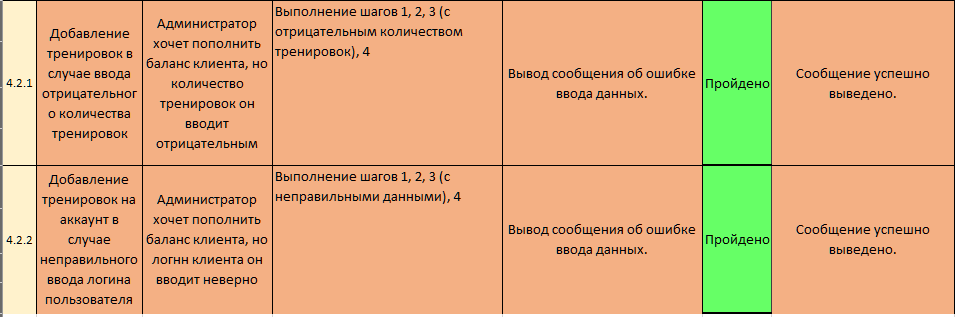 4.2.1
Добавление
тренировок в
случае ввода
отрицательног
о количества
тренировок
Администратор
хочет пополнить
баланс клиента, но
количество
тренировок он
вводит
отрицательным
Выполнение шагов 1, 2, 3 (с
отрицательным количеством
тренировок), 4
Вывод сообщения об ошибке
ввода данных.
Пройдено
Сообщение успешно
выведено.
4.2.2
Добавление
тренировок на
аккаунт в
случае
неправильного
ввода логина
пользователя
Администратор
хочет пополнить
баланс клиента, но
логнн клиента он
вводит неверно
Выполнение шагов 1, 2, 3 (с
неправильными данными), 4
Вывод сообщения об ошибке
ввода данных.
Пройдено
Сообщение успешно
выведено.